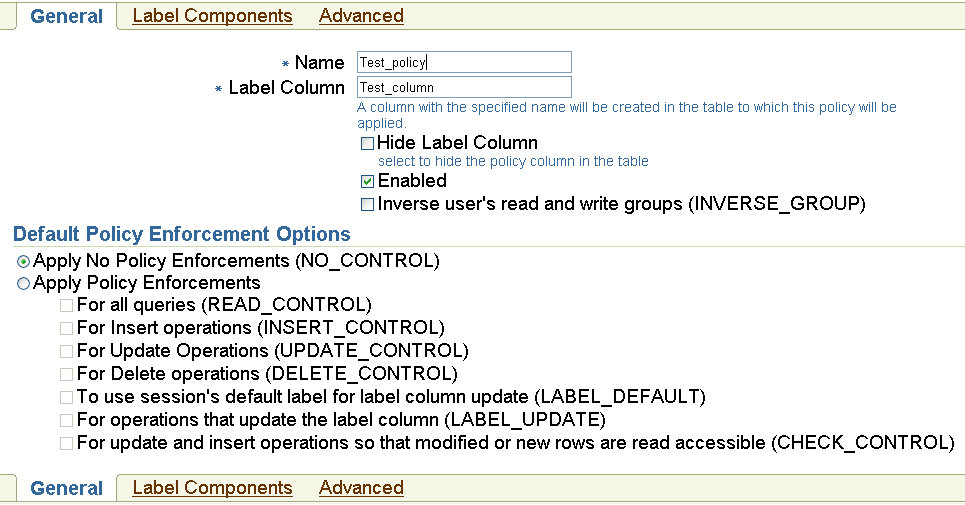 General Label Components Advanced
* Name Test_policy
* Label Column Test_column
A column with the specified name will be created in the table to which this policy will be
applied.
Hide Label Column
select to hide the policy column in the table
Enabled
Inverse user's read and write groups (INVERSE_GROUP)
Default Policy Enforcement Options
Apply No Policy Enforcements (NO_CONTROL)
Apply Policy Enforcements
For all queries (READ_CONTROL)
For Insert operations (INSERT_CONTROL)
For Update Operations (UPDATE_CONTROL)
For Delete operations (DELETE_CONTROL)
To use session's default label for label column update (LABEL_DEFAULT)
For operations that update the label column (LABEL_UPDATE)
For update and insert operations so that modified or new rows are read accessible (CHECK_CONTROL)
General Label Components Advanced